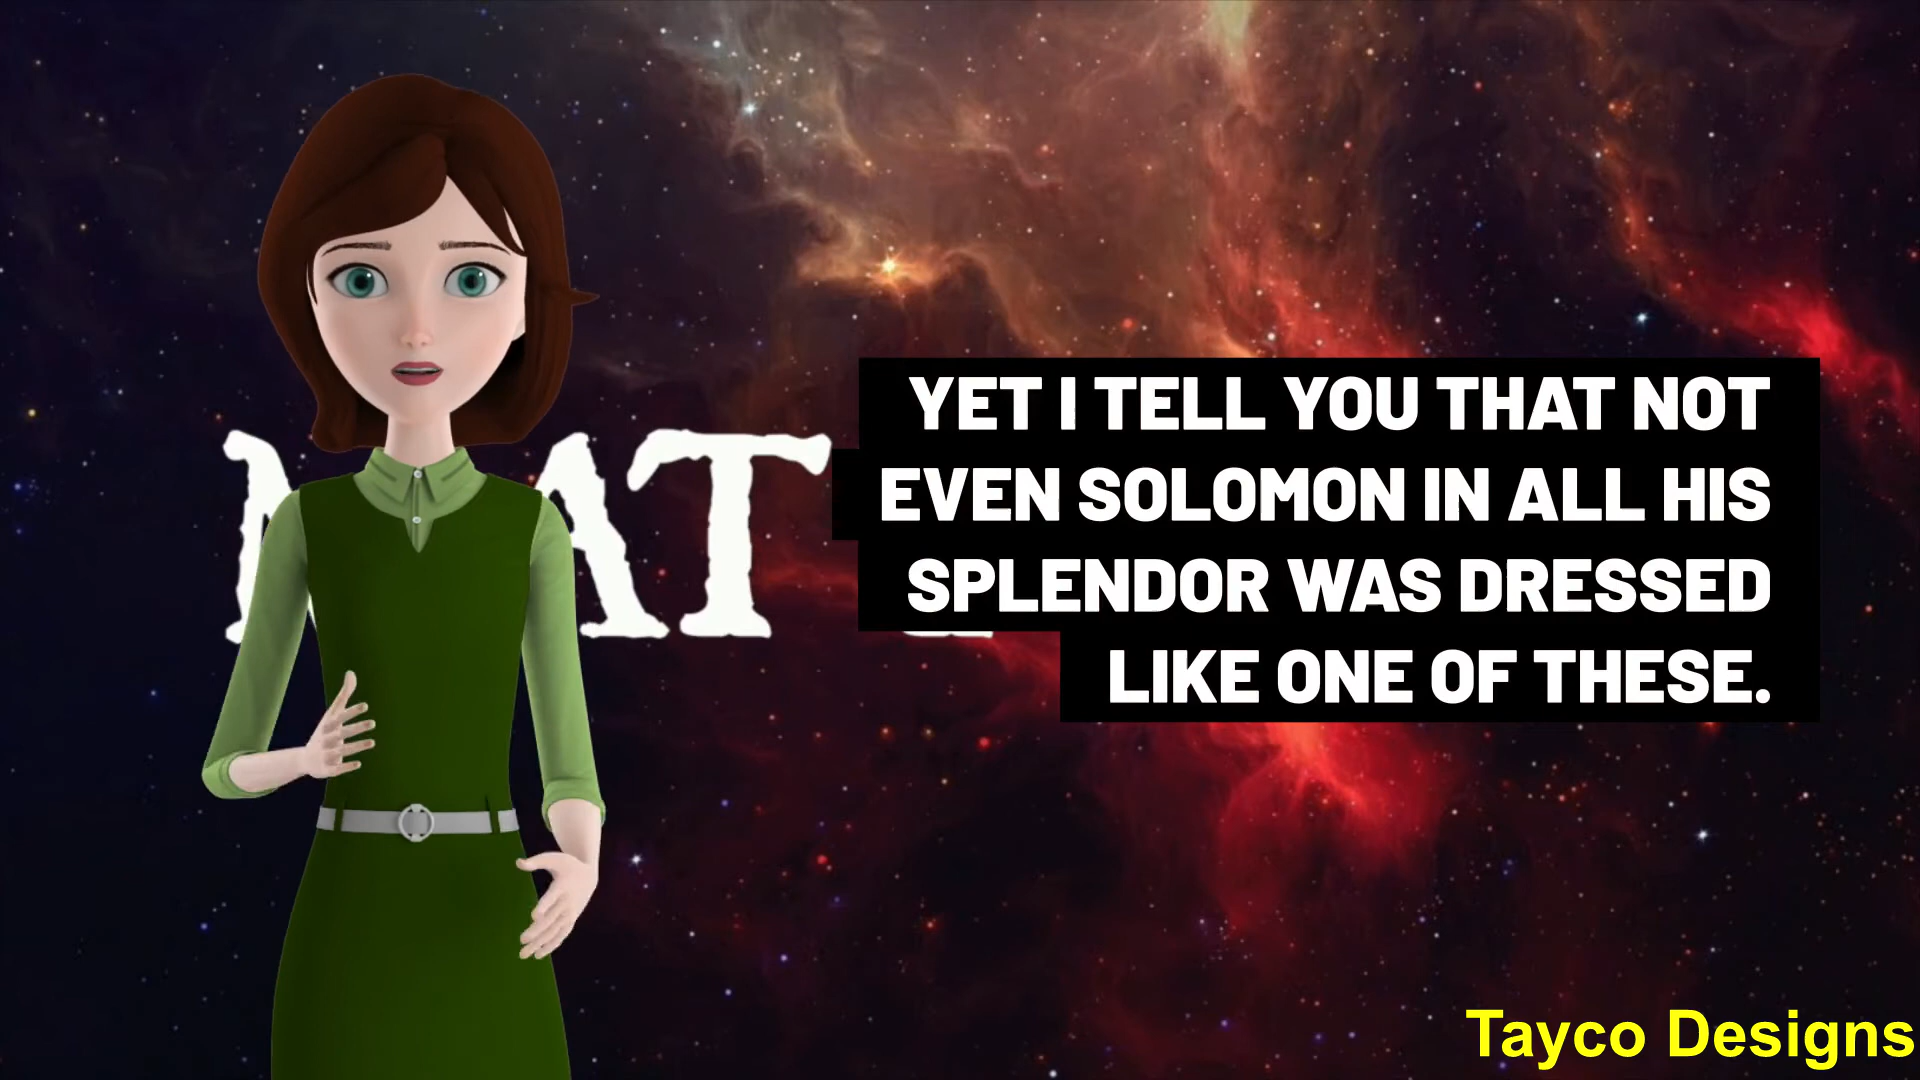 YET I TELL YOU THAT NOT
EVEN SOLOMON IN ALL HIS
SPLENDOR WAS DRESSED
LIKE ONE OF THESE.
Tayco Designs